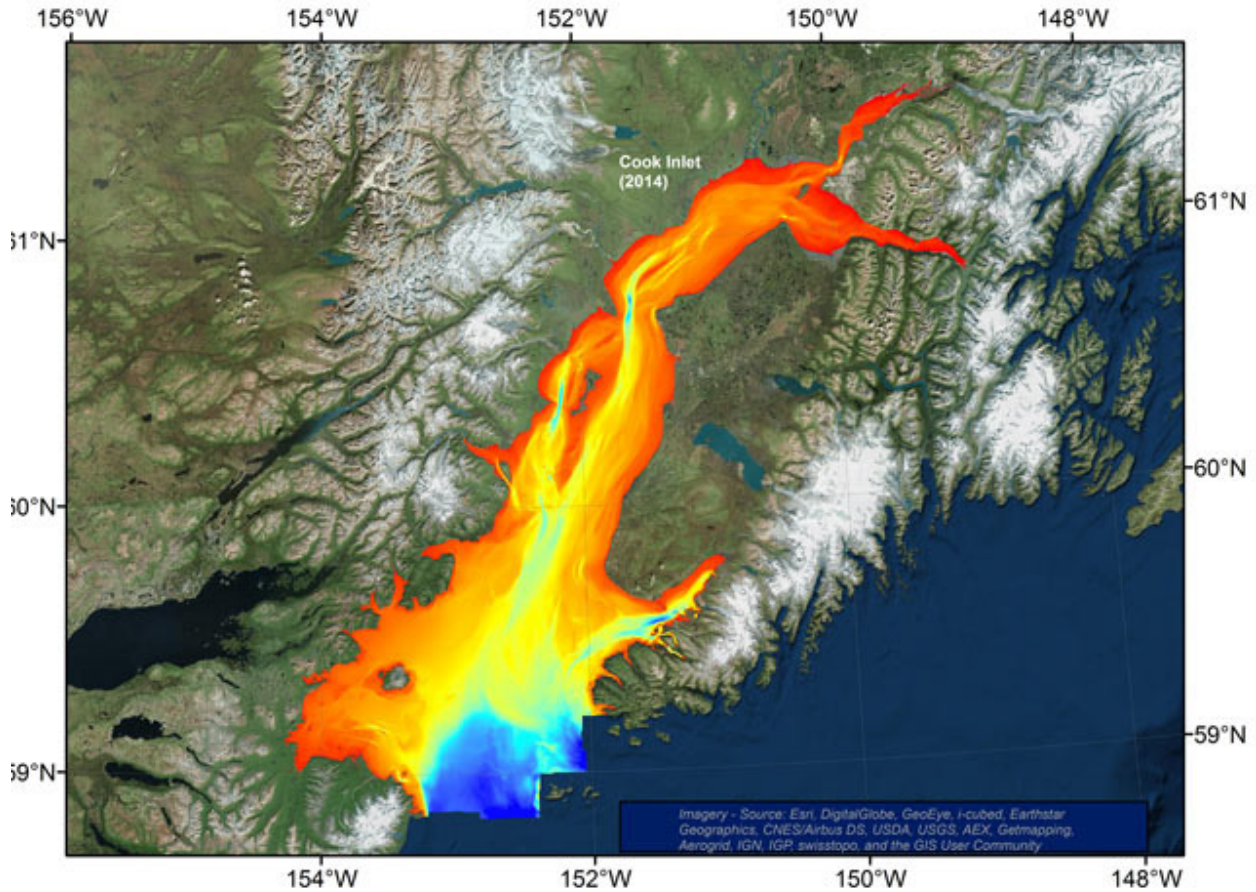 156°W 154°W 152°W 150°W 148°W
Cook Inlet
(2014)
61°N
51°N
60°N
50°N
59°N
59°N
Imagery - Source: Esri, DigitalGlobe, GeoEye, i-cubed, Earthstar
Geographics, CNES/Airbus DS, USDA, USGS, AEX, Getmapping,
Aerogrid, IGN, IGP, swisstopo, and the GIS User Community
154°W 152°W 150°W 148°W